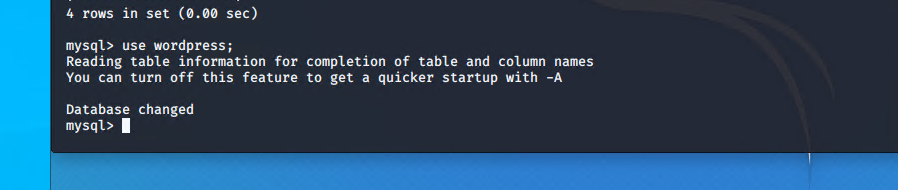 4 rows in set (0.00 sec)
mysql> use wordpress;
Reading table information for completion of table and column names
You can turn off this feature to get a quicker startup with -A
Database changed
mysql>